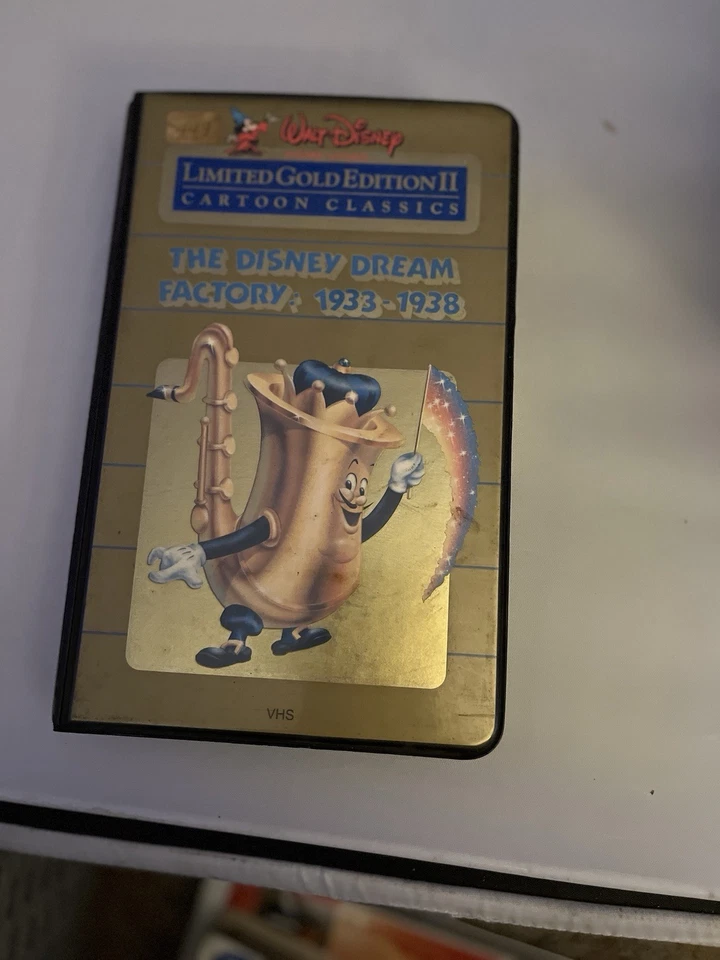 WALT DISNEY
LIMITED GOLD EDITION II
CARTOON CLASSICS
THE DISNEY DREAM
FACTORY: 1933-1938
VHS